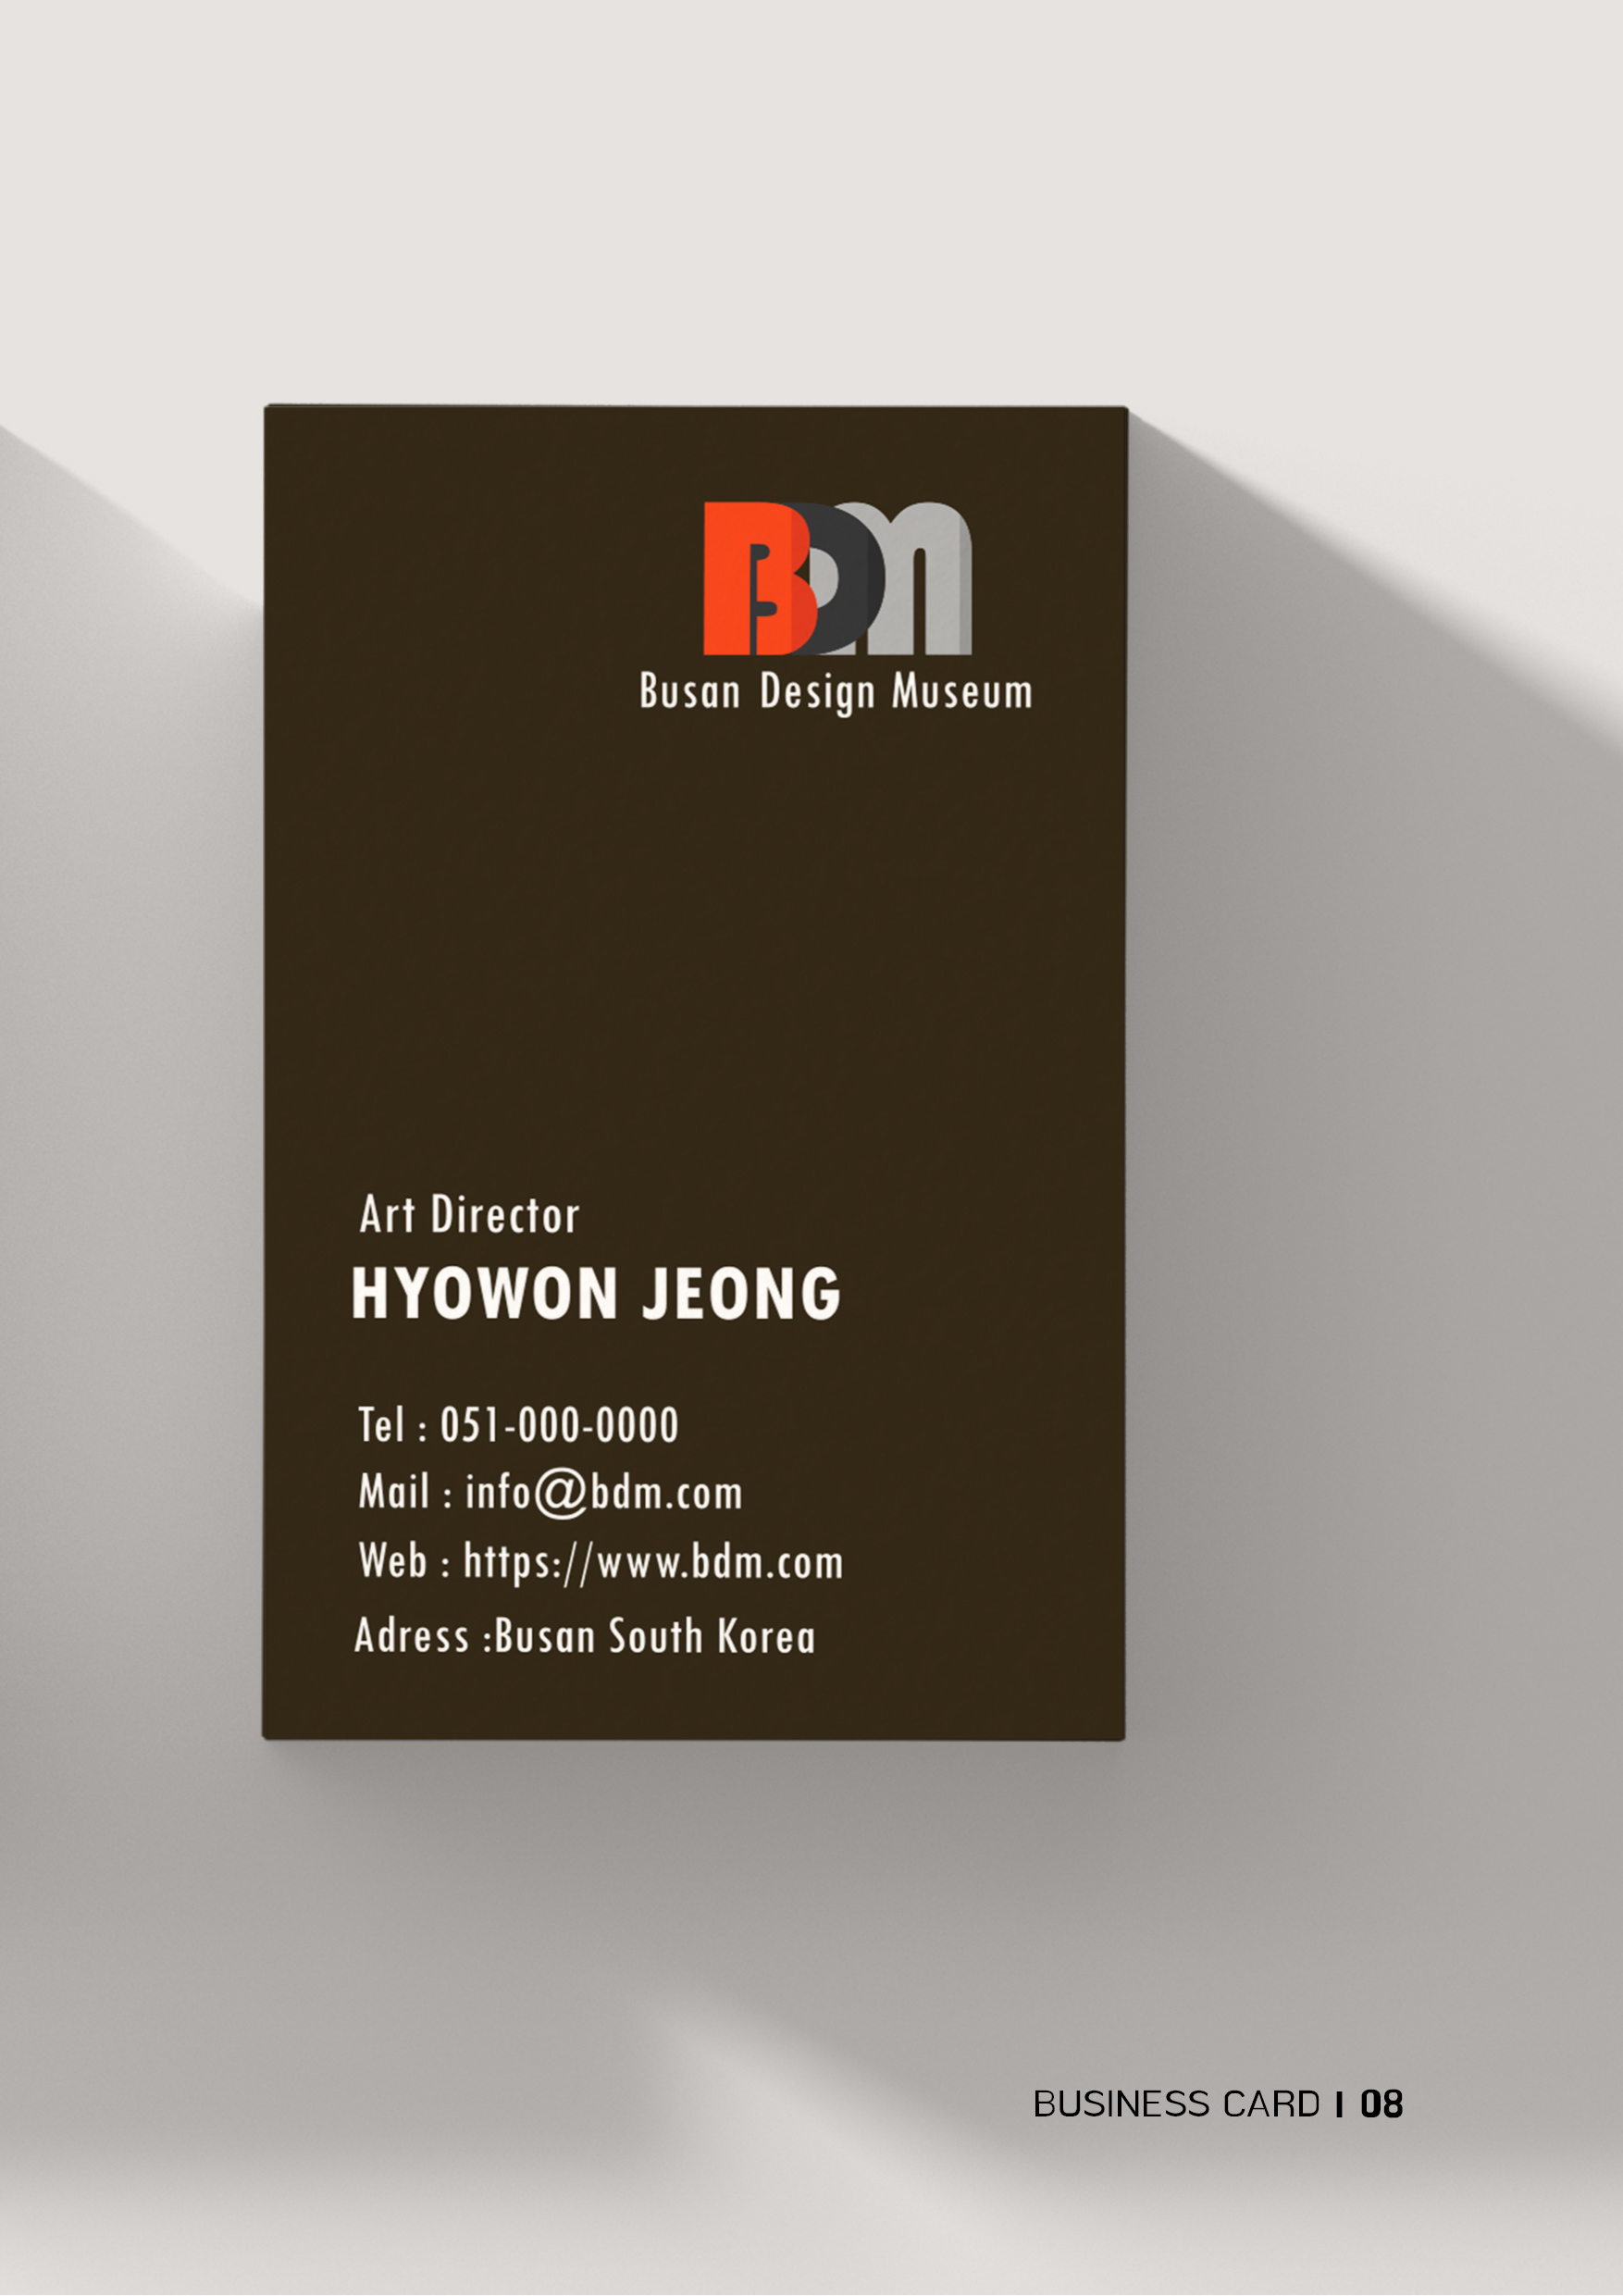 BDM
Busan Design Museum
Art Director
HYOWON JEONG
Tel : 051-000-0000
Mail : info@bdm.com
Web : https://www.bdm.com
Adress :Busan South Korea
BUSINESS CARD I 08